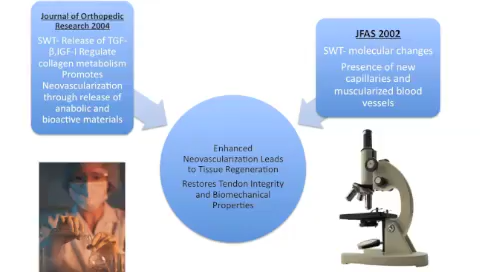 Journal of Orthopedic
Research 2004
SWT- Release of TGF-
β,IGF-I Regulate
collagen metabolism
Promotes
Neovascularization
through release of
anabolic and
bioactive materials
JFAS 2002
SWT- molecular changes
Presence of new
capillaries and
muscularized blood
vessels
Enhanced
Neovascularization Leads
to Tissue Regeneration
Restores Tendon Integrity
and Biomechanical
Properties